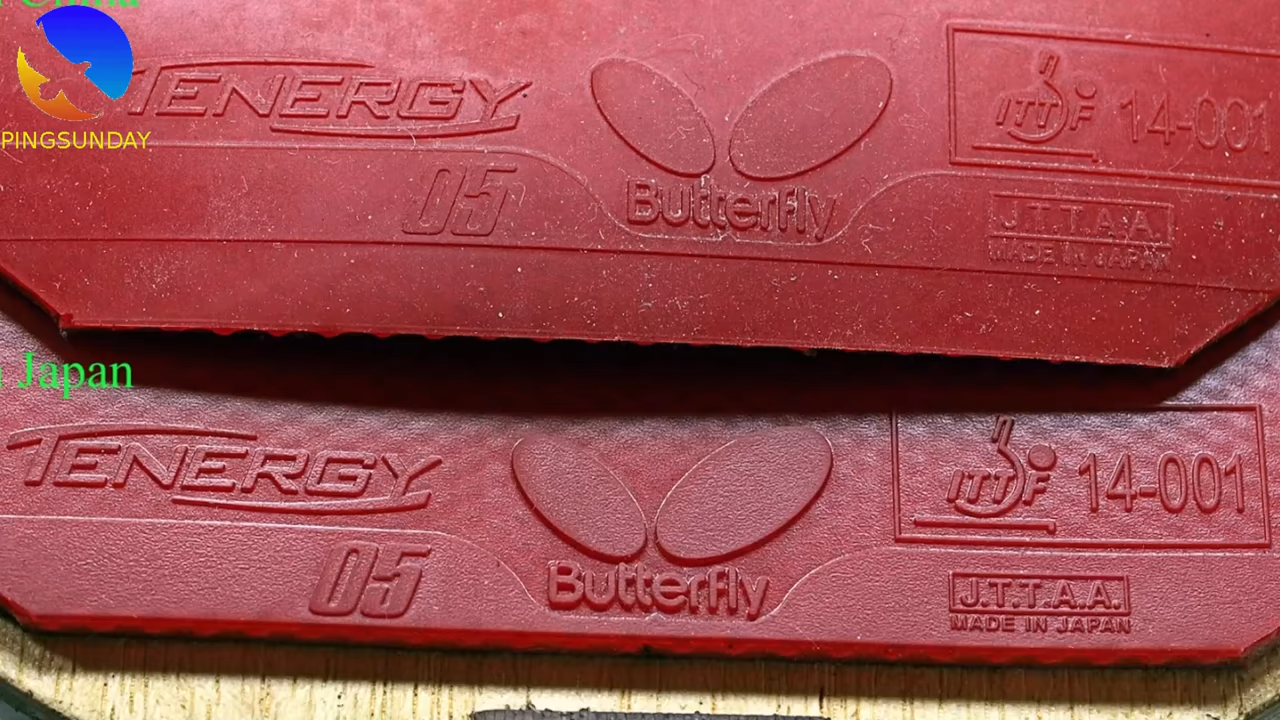 China
PINGSUNDAY
TENERGY
05
Butterfly
ITTF 14-001
J.T.T.A.A.
MADE IN JAPAN
Japan
TENERGY
05
Butterfly
ITTF 14-001
J.T.T.A.A.
MADE IN JAPAN